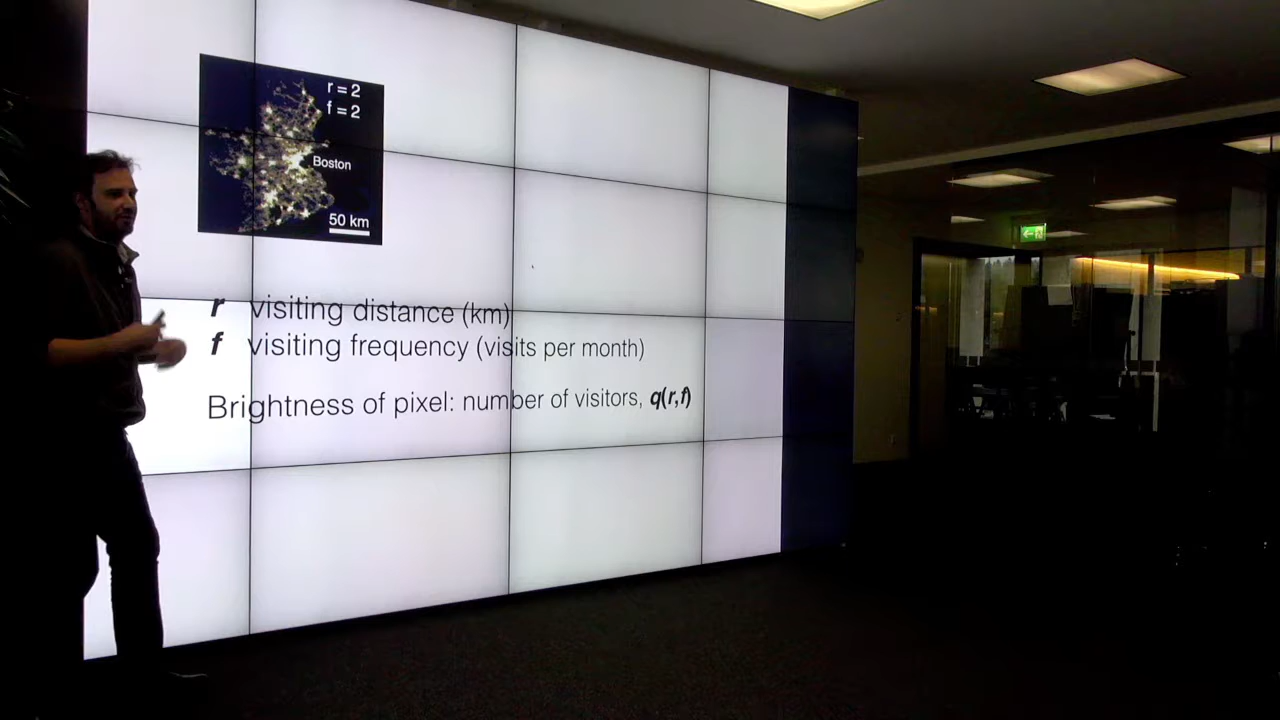 r = 2
f = 2
Boston
50 km
r visiting distance (km)
f visiting frequency (visits per month)
Brightness of pixel: number of visitors, q(r,f)